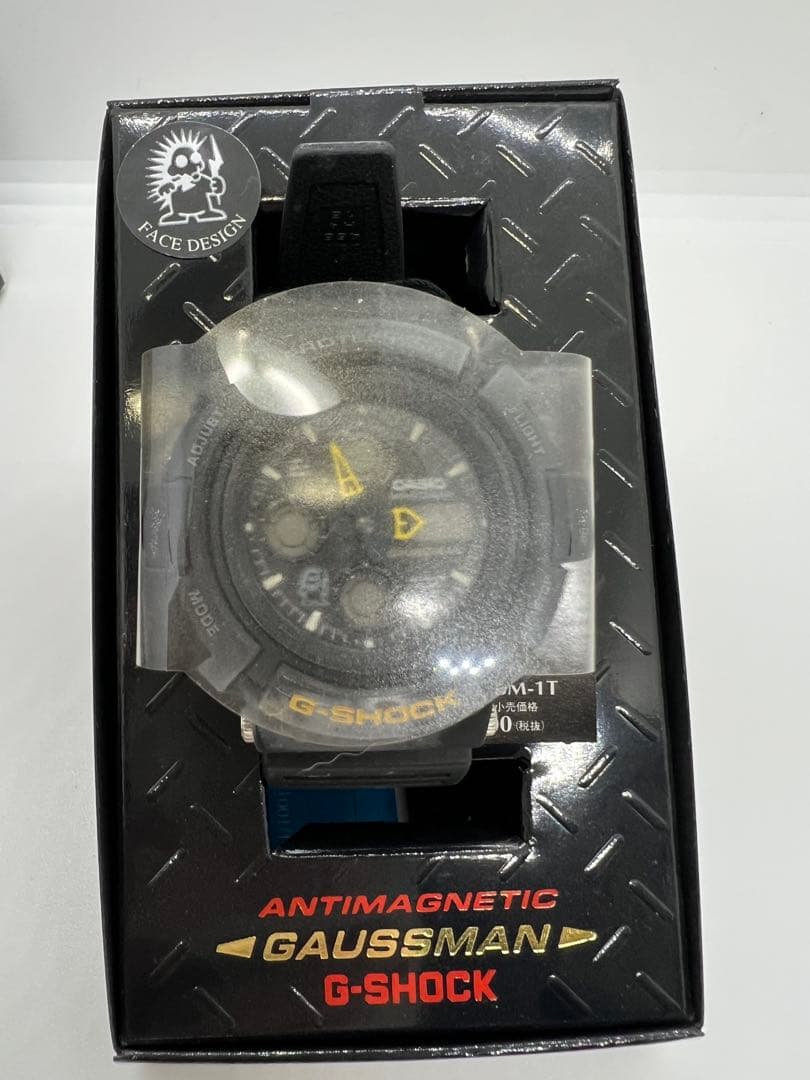 FACE DESIGN
ADJUST
LIGHT
CASIO
MODE
G-SHOCK
M-1T
小売価格
0(税抜)
ANTIMAGNETIC
GAUSSMAN
G-SHOCK